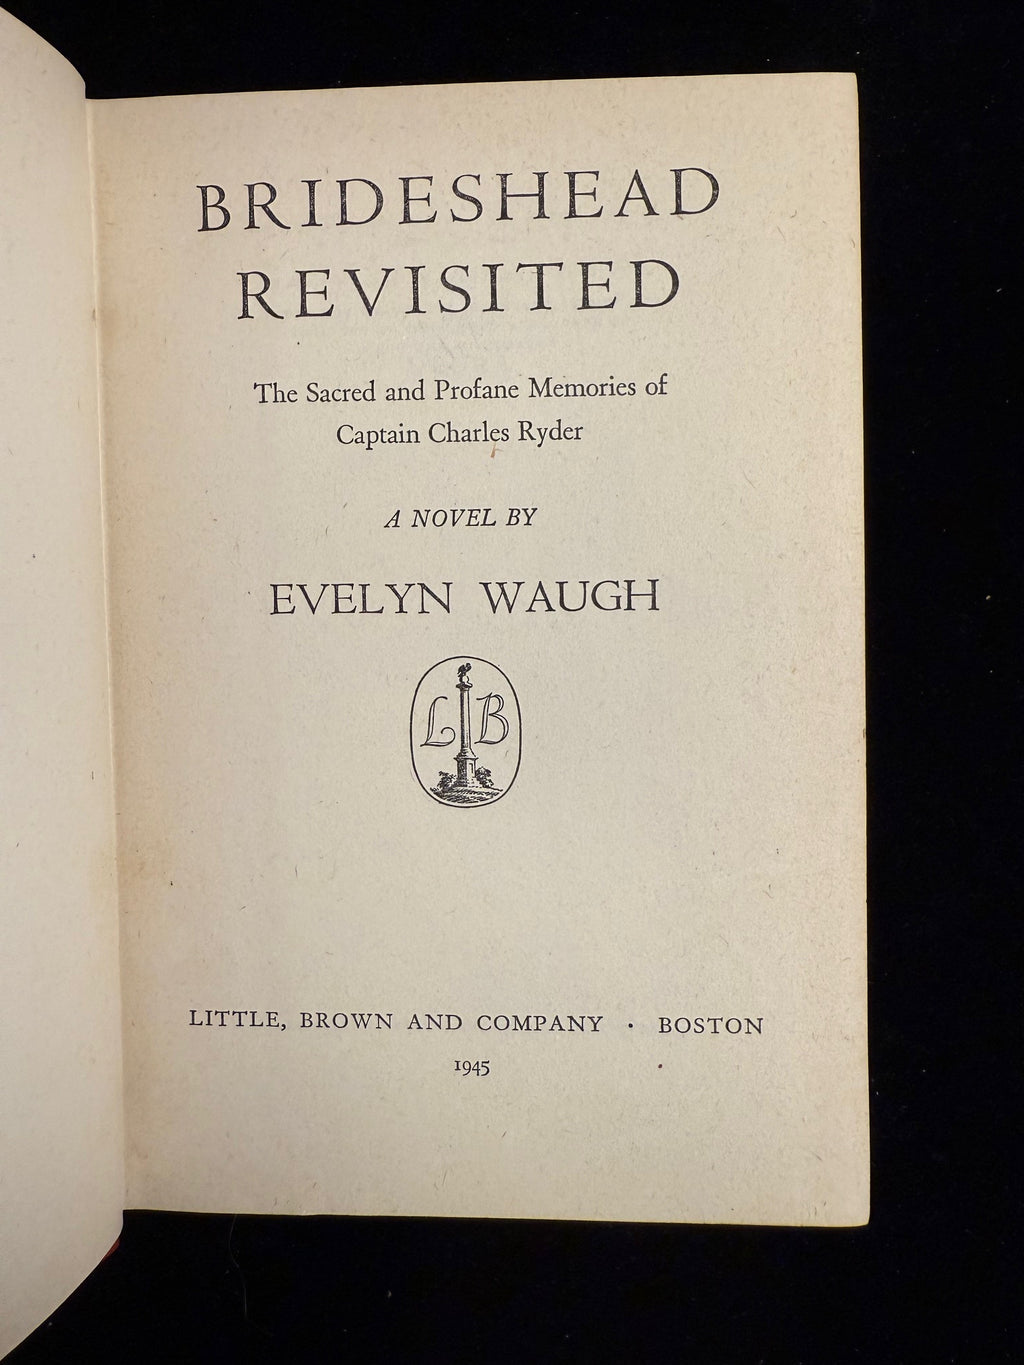 BRIDESHEAD
REVISITED
The Sacred and Profane Memories of
Captain Charles Ryder
A NOVEL BY
EVELYN WAUGH
L B
LITTLE, BROWN AND COMPANY · BOSTON
1945